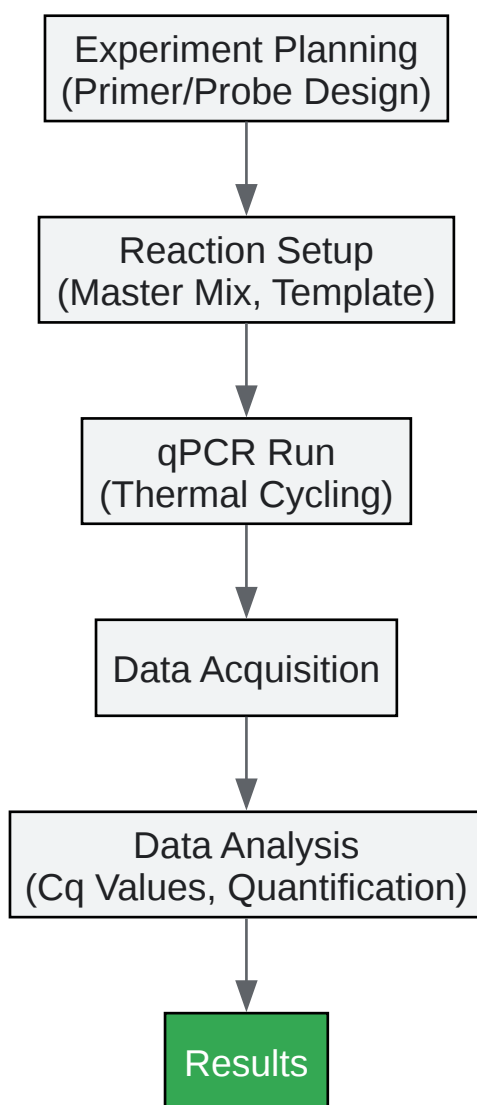 Experiment Planning
(Primer/Probe Design)
Reaction Setup
(Master Mix, Template)
qPCR Run
(Thermal Cycling)
Data Acquisition
Data Analysis
(Cq Values, Quantification)
Results